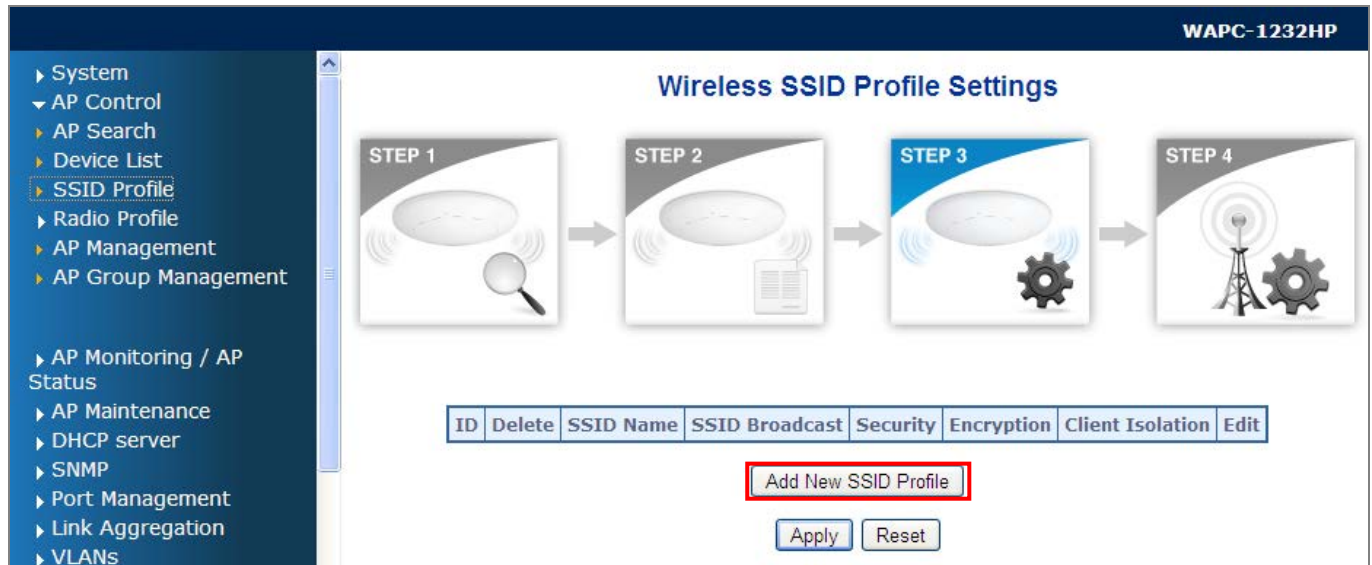 WAPC-1232HP
System
AP Control
AP Search
Device List
SSID Profile
Radio Profile
AP Management
AP Group Management
AP Monitoring / AP
Status
AP Maintenance
DHCP server
SNMP
Port Management
Link Aggregation
VLANs
Wireless SSID Profile Settings
STEP 1
STEP 2
STEP 3
STEP 4
ID Delete SSID Name SSID Broadcast Security Encryption Client Isolation Edit
Add New SSID Profile
Apply Reset